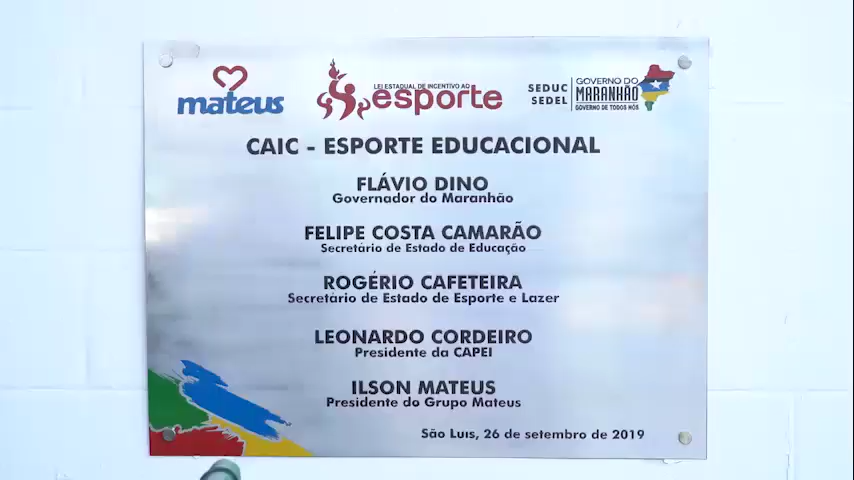 mateus
LEI ESTADUAL DE INCENTIVO AO
esporte
SEDUC
SEDEL
GOVERNO DO
MARANHÃO
GOVERNO DE TODOS NÓS
CAIC - ESPORTE EDUCACIONAL
FLÁVIO DINO
Governador do Maranhão
FELIPE COSTA CAMARÃO
Secretário de Estado de Educação
ROGÉRIO CAFETEIRA
Secretário de Estado de Esporte e Lazer
LEONARDO CORDEIRO
Presidente da CAPEI
ILSON MATEUS
Presidente do Grupo Mateus
São Luis, 26 de setembro de 2019